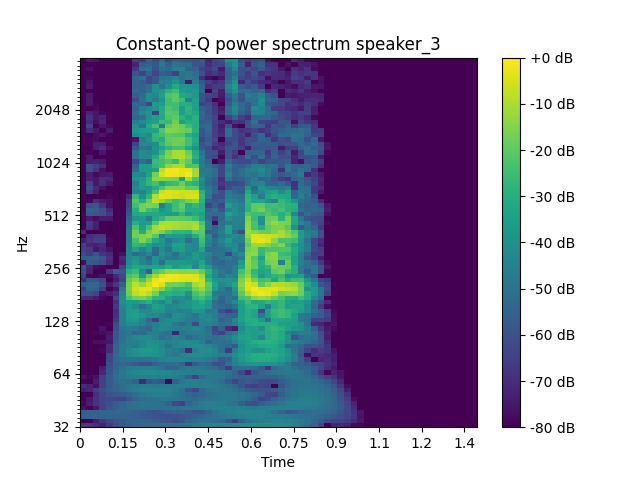 Constant-Q power spectrum speaker_3
Hz
2048
1024
512
256
128
64
32
0 0.15 0.3 0.45 0.6 0.75 0.9 1.1 1.2 1.4
Time
+0 dB
-10 dB
-20 dB
-30 dB
-40 dB
-50 dB
-60 dB
-70 dB
-80 dB